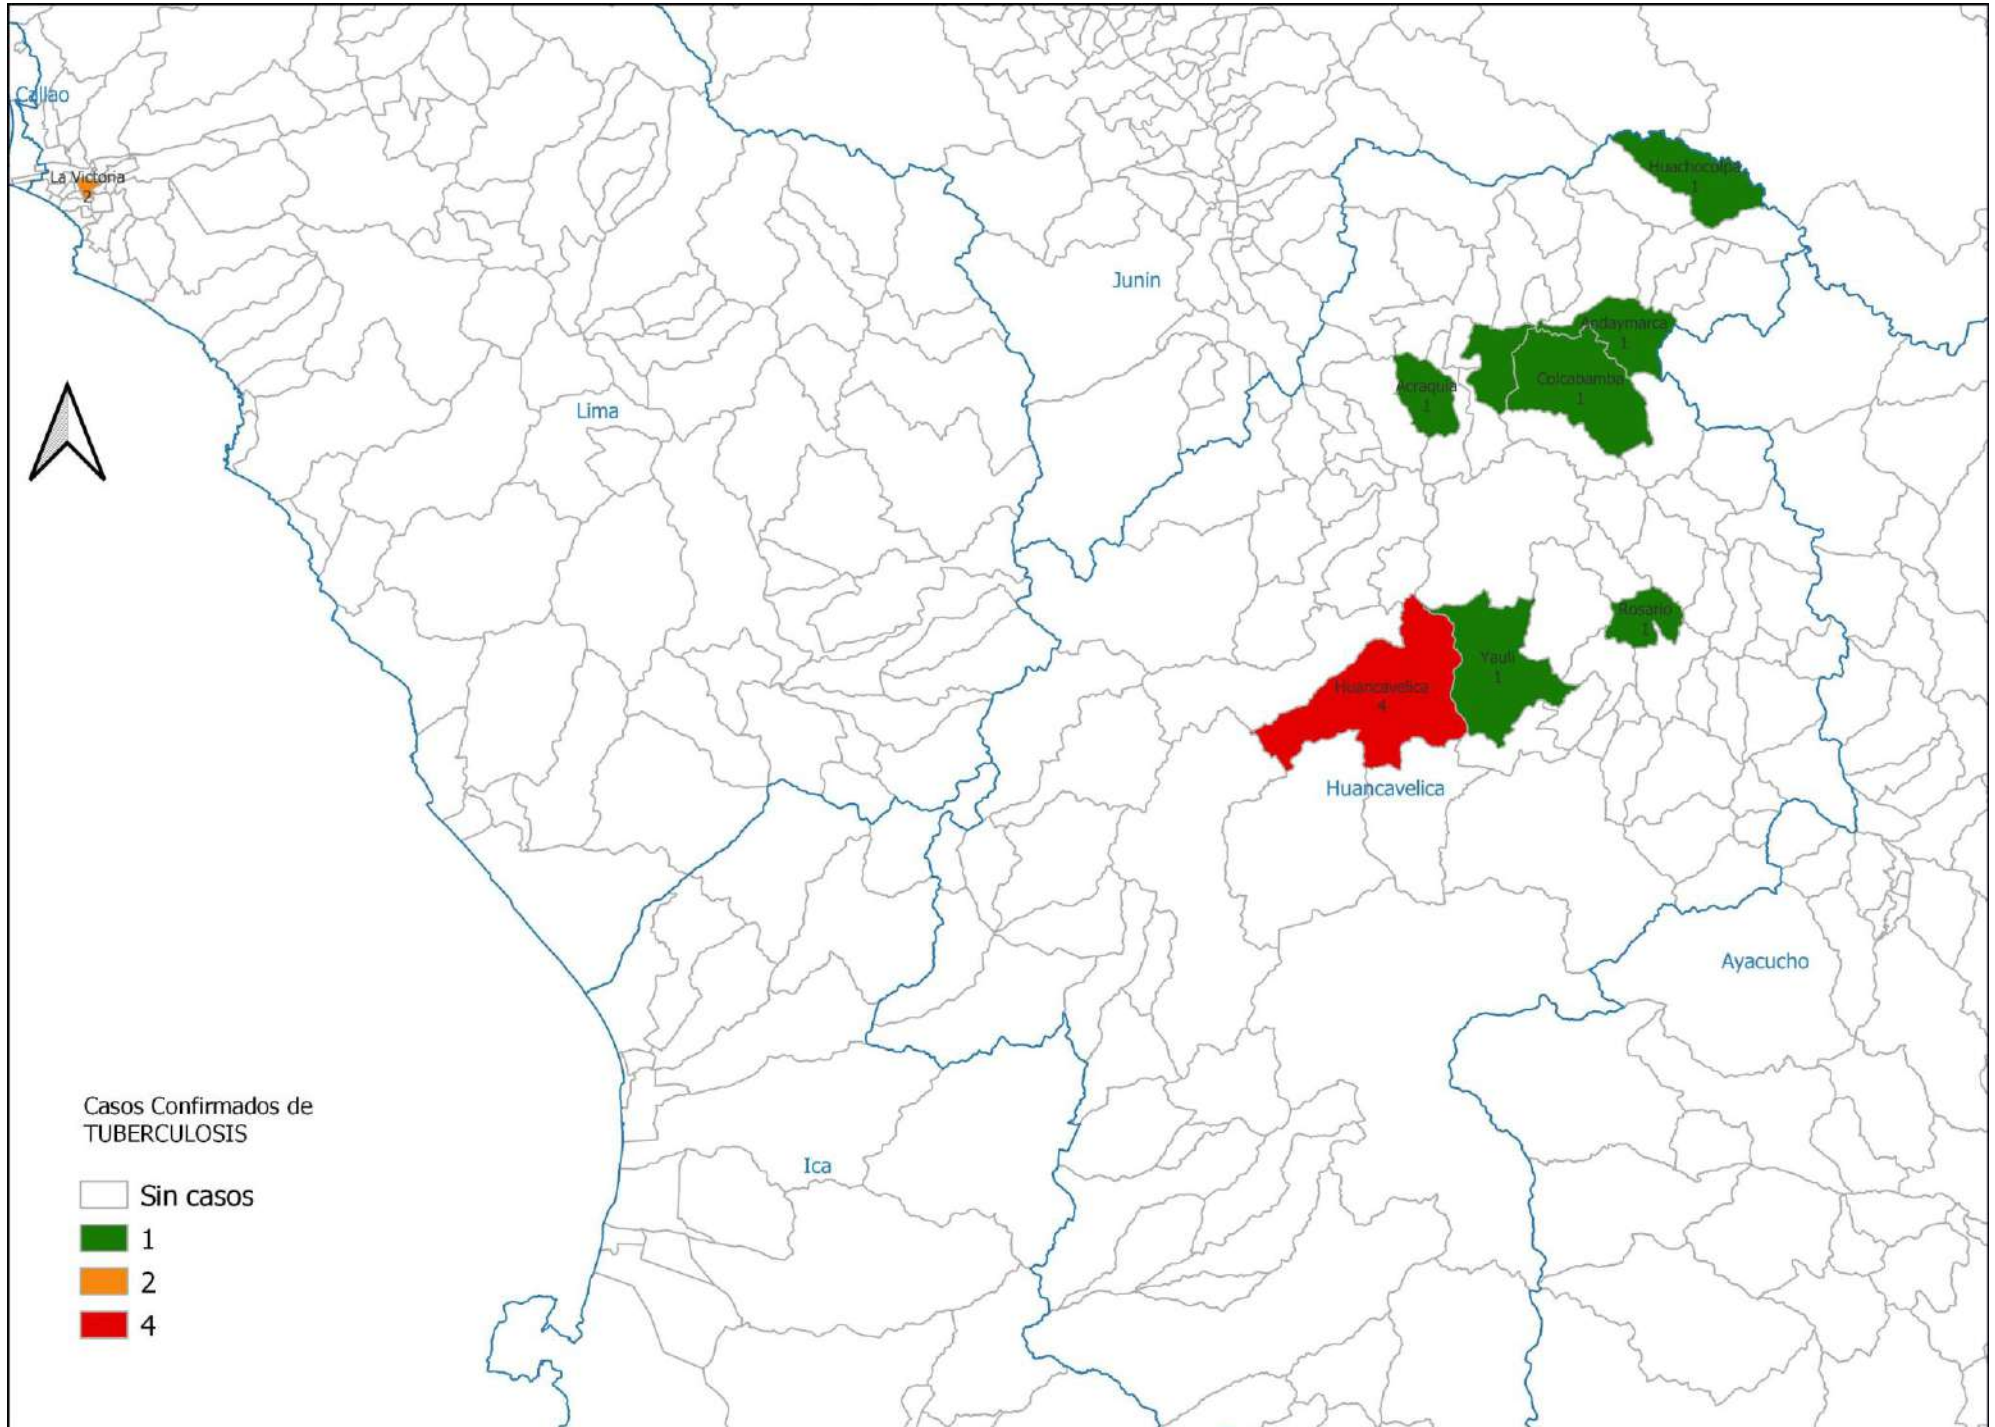 Callao
La Victoria
2
Huachocolpa
1
Junín
Andaymarca
1
Colcabamba
1
Acraquia
1
Lima
Rosario
1
Yauli
1
Huancavelica
4
Huancavelica
Ayacucho
Ica
Casos Confirmados de
TUBERCULOSIS
Sin casos
1
2
4